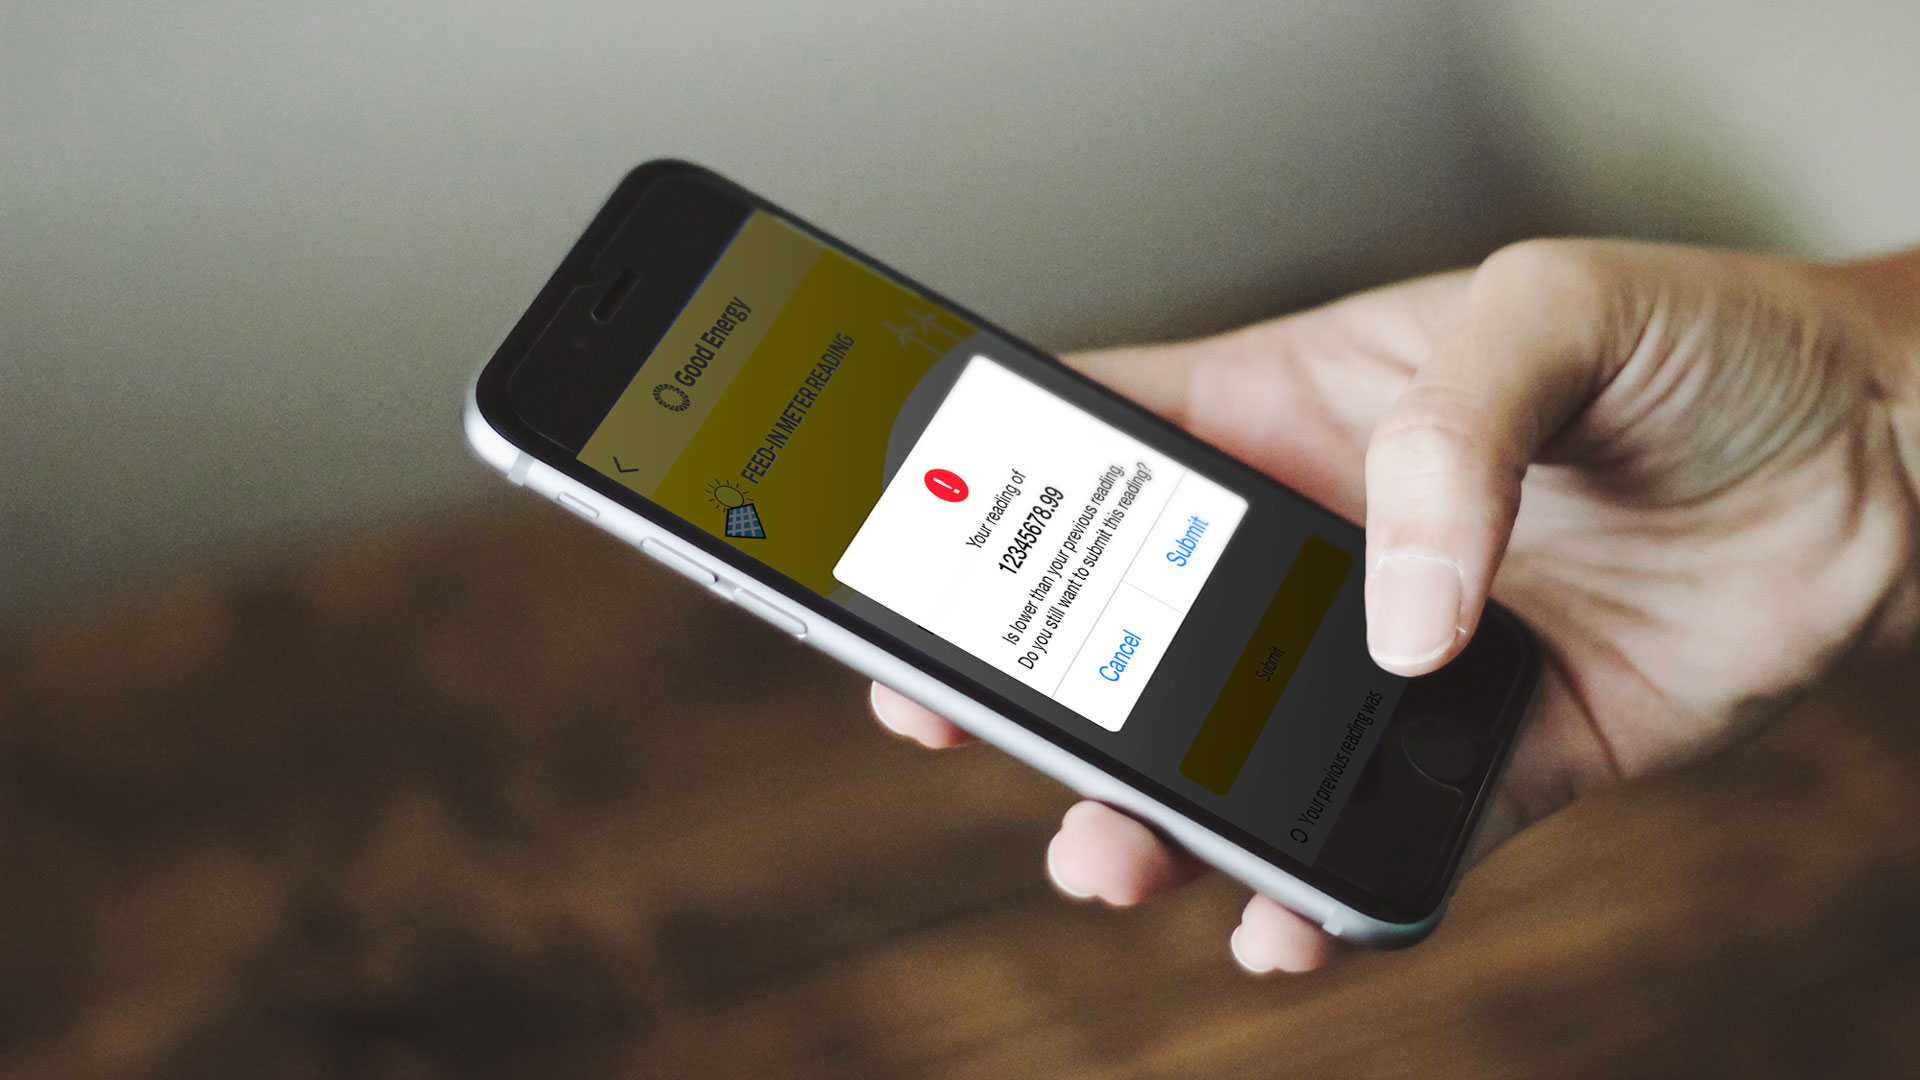 Good Energy
FEED-IN METER READING
!
Your reading of
12345678.99
Is lower than your previous reading.
Do you still want to submit this reading?
Cancel
Submit
Submit
Your previous reading was